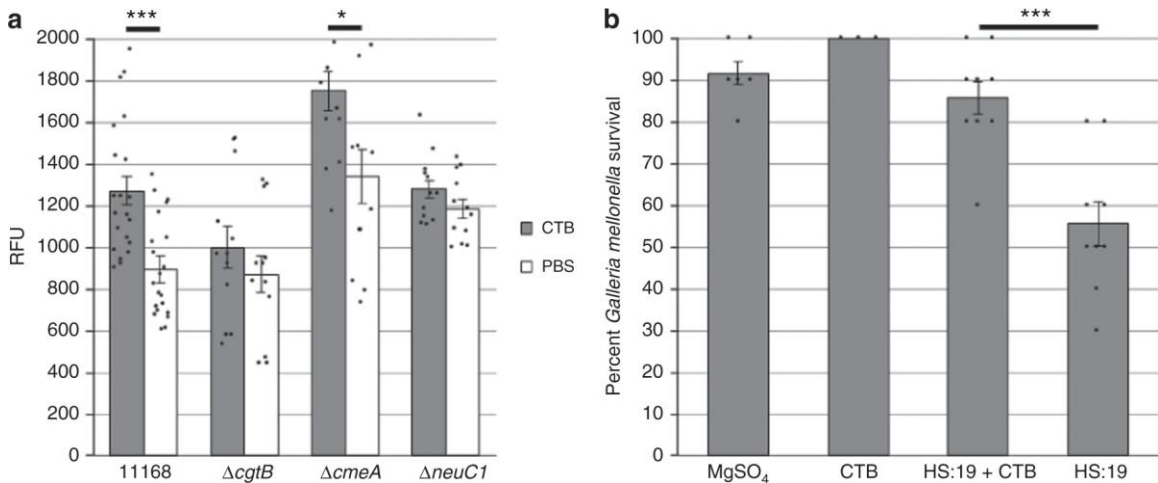 a
***
*
2000
1800
1600
1400
1200
1000
800
600
400
200
0
RFU
11168
ΔcgtB
ΔcmeA
ΔneuC1
CTB
PBS
b
***
100
90
80
70
60
50
40
30
20
10
0
Percent Galleria mellonella survival
MgSO₄
CTB
HS:19 + CTB
HS:19